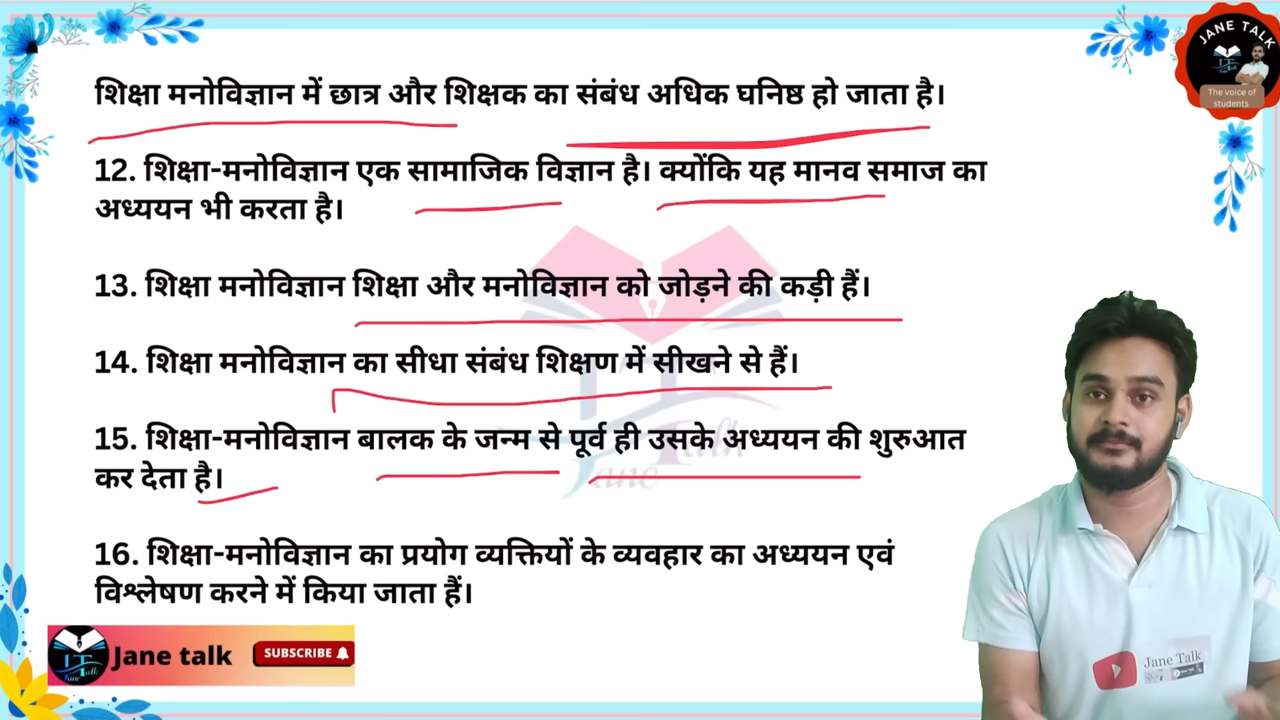 JANE TALK
The voice of
students
शिक्षा मनोविज्ञान में छात्र और शिक्षक का संबंध अधिक घनिष्ठ हो जाता है।
12. शिक्षा-मनोविज्ञान एक सामाजिक विज्ञान है। क्योंकि यह मानव समाज का
अध्ययन भी करता है।
13. शिक्षा मनोविज्ञान शिक्षा और मनोविज्ञान को जोड़ने की कड़ी हैं।
14. शिक्षा मनोविज्ञान का सीधा संबंध शिक्षण में सीखने से हैं।
15. शिक्षा-मनोविज्ञान बालक के जन्म से पूर्व ही उसके अध्ययन की शुरुआत
कर देता है।
16. शिक्षा-मनोविज्ञान का प्रयोग व्यक्तियों के व्यवहार का अध्ययन एवं
विश्लेषण करने में किया जाता हैं।
Jane talk
SUBSCRIBE
Jane Talk